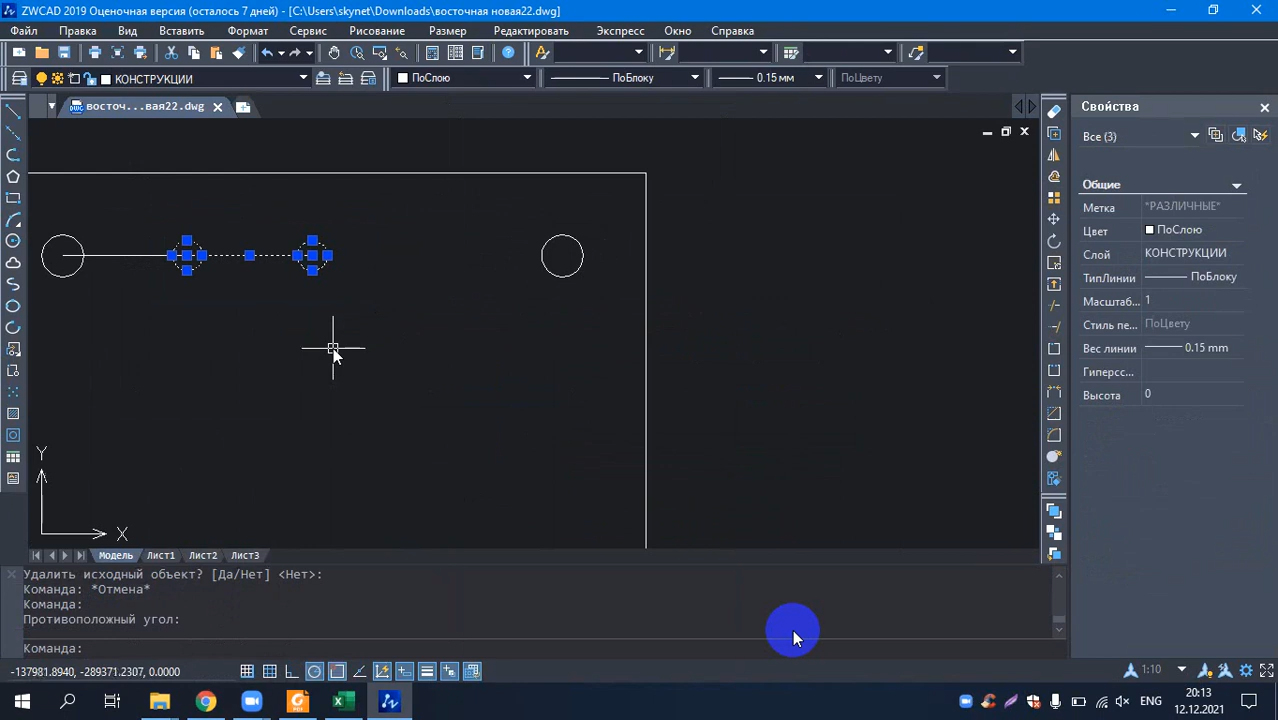 ZWCAD 2019 Оценочная версия (осталось 7 дней) - [C:\Users\skynet\Downloads\восточная новая22.dwg]
Файл Правка Вид Вставить Формат Сервис Рисование Размер Редактировать Экспресс Окно Справка
КОНСТРУКЦИИ ПоСлою ПоБлоку 0.15 мм ПоЦвету
восточ...вая22.dwg
Свойства
Все (3)
Общие
Метка *РАЗЛИЧНЫЕ*
Цвет ПоСлою
Слой КОНСТРУКЦИИ
ТипЛинии ПоБлоку
Масштаб... 1
Стиль пе... ПоЦвету
Вес линии 0.15 мм
Гиперсс...
Высота 0
Y
X
Модель Лист1 Лист2 Лист3
Удалить исходный объект? [Да/Нет] <Нет>:
Команда: *Отмена*
Команда:
Противоположный угол:
Команда:
-137981.8940, -289371.2307, 0.0000
1:10
ENG
20:13
12.12.2021